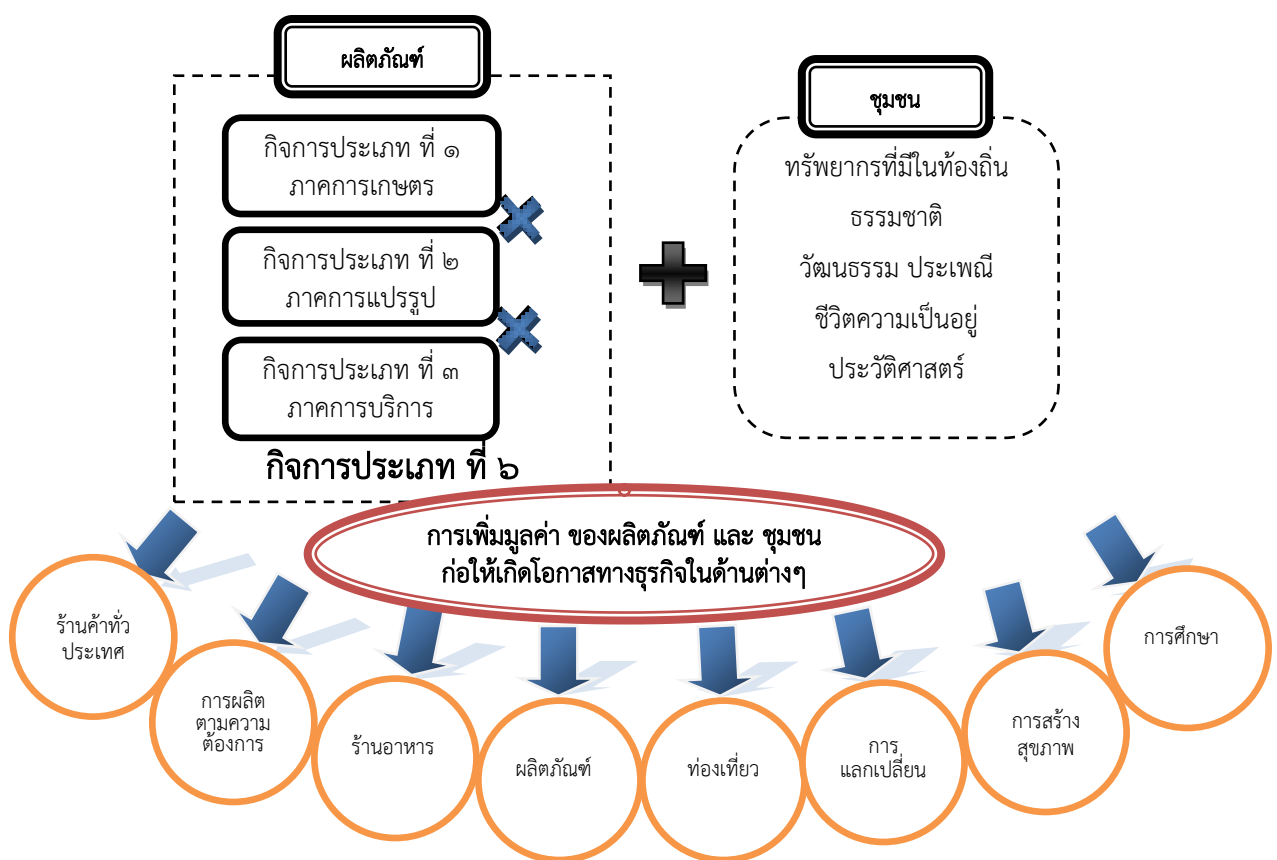 ผลิตภัณฑ์
กิจการประเภท ที่ ๑
ภาคการเกษตร
กิจการประเภท ที่ ๒
ภาคการแปรรูป
กิจการประเภท ที่ ๓
ภาคการบริการ
กิจการประเภท ที่ ๖
ชุมชน
ทรัพยากรที่มีในท้องถิ่น
ธรรมชาติ
วัฒนธรรม ประเพณี
ชีวิตความเป็นอยู่
ประวัติศาสตร์
การเพิ่มมูลค่า ของผลิตภัณฑ์ และ ชุมชน
ก่อให้เกิดโอกาสทางธุรกิจในด้านต่างๆ
ร้านค้าทั่ว
ประเทศ
การผลิต
ตามความ
ต้องการ
ร้านอาหาร
ผลิตภัณฑ์
ท่องเที่ยว
การ
แลกเปลี่ยน
การสร้าง
สุขภาพ
การศึกษา